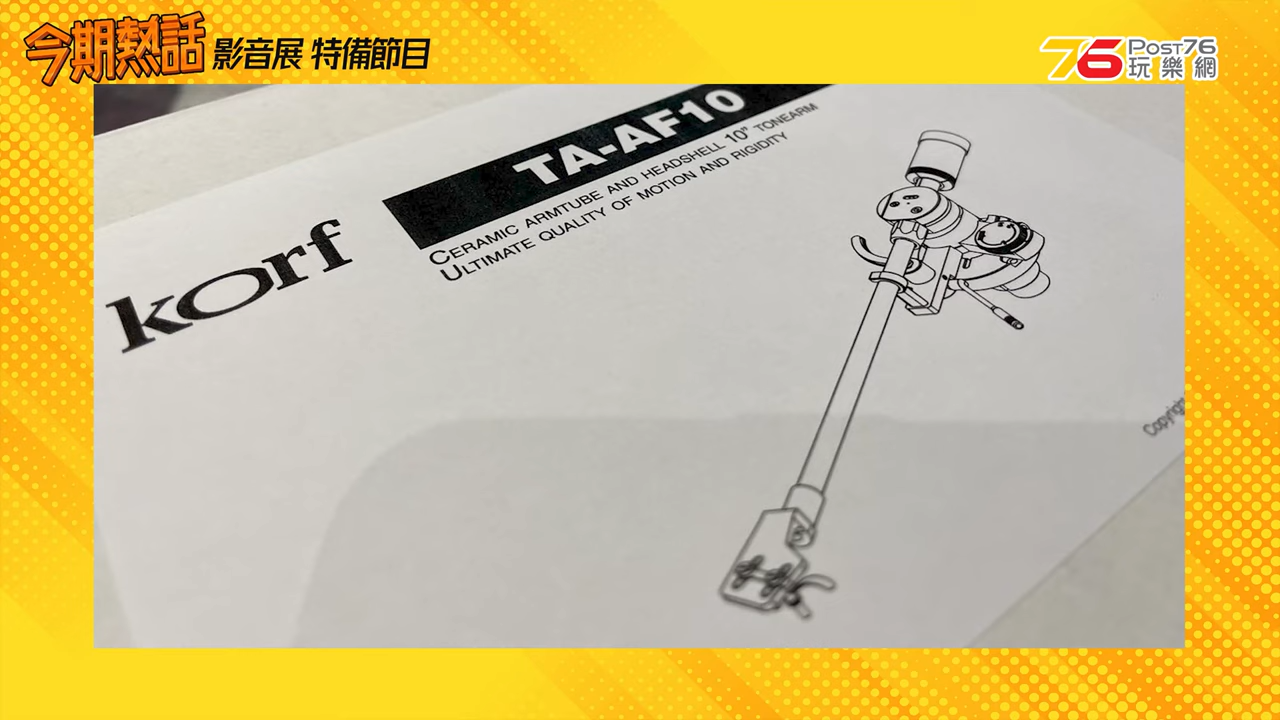 今期熱話 影音展 特備節目
76 POST76
玩樂網
TA-AF10
CERAMIC ARMTUBE AND HEADSHELL 10" TONEARM
ULTIMATE QUALITY OF MOTION AND RIGIDITY
korf
Copyright